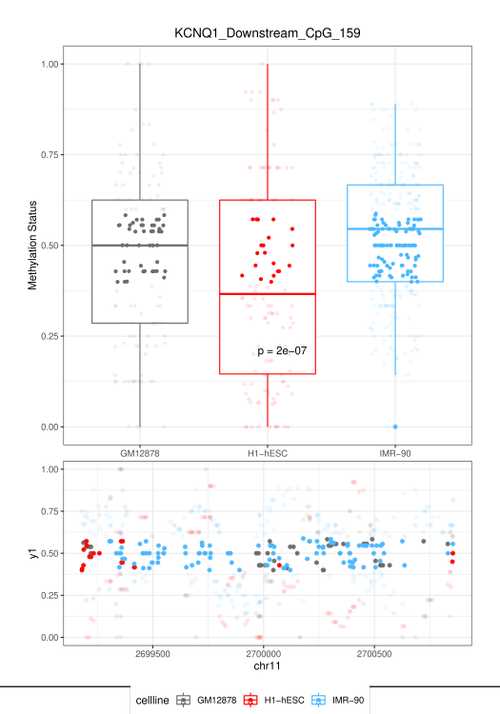 KCNQ1_Downstream_CpG_159
Methylation Status
1.00
0.75
0.50
0.25
0.00
p = 2e−07
GM12878 H1−hESC IMR−90
y1
1.00
0.75
0.50
0.25
0.00
2699500 2700000 2700500
chr11
cellline GM12878 H1−hESC IMR−90